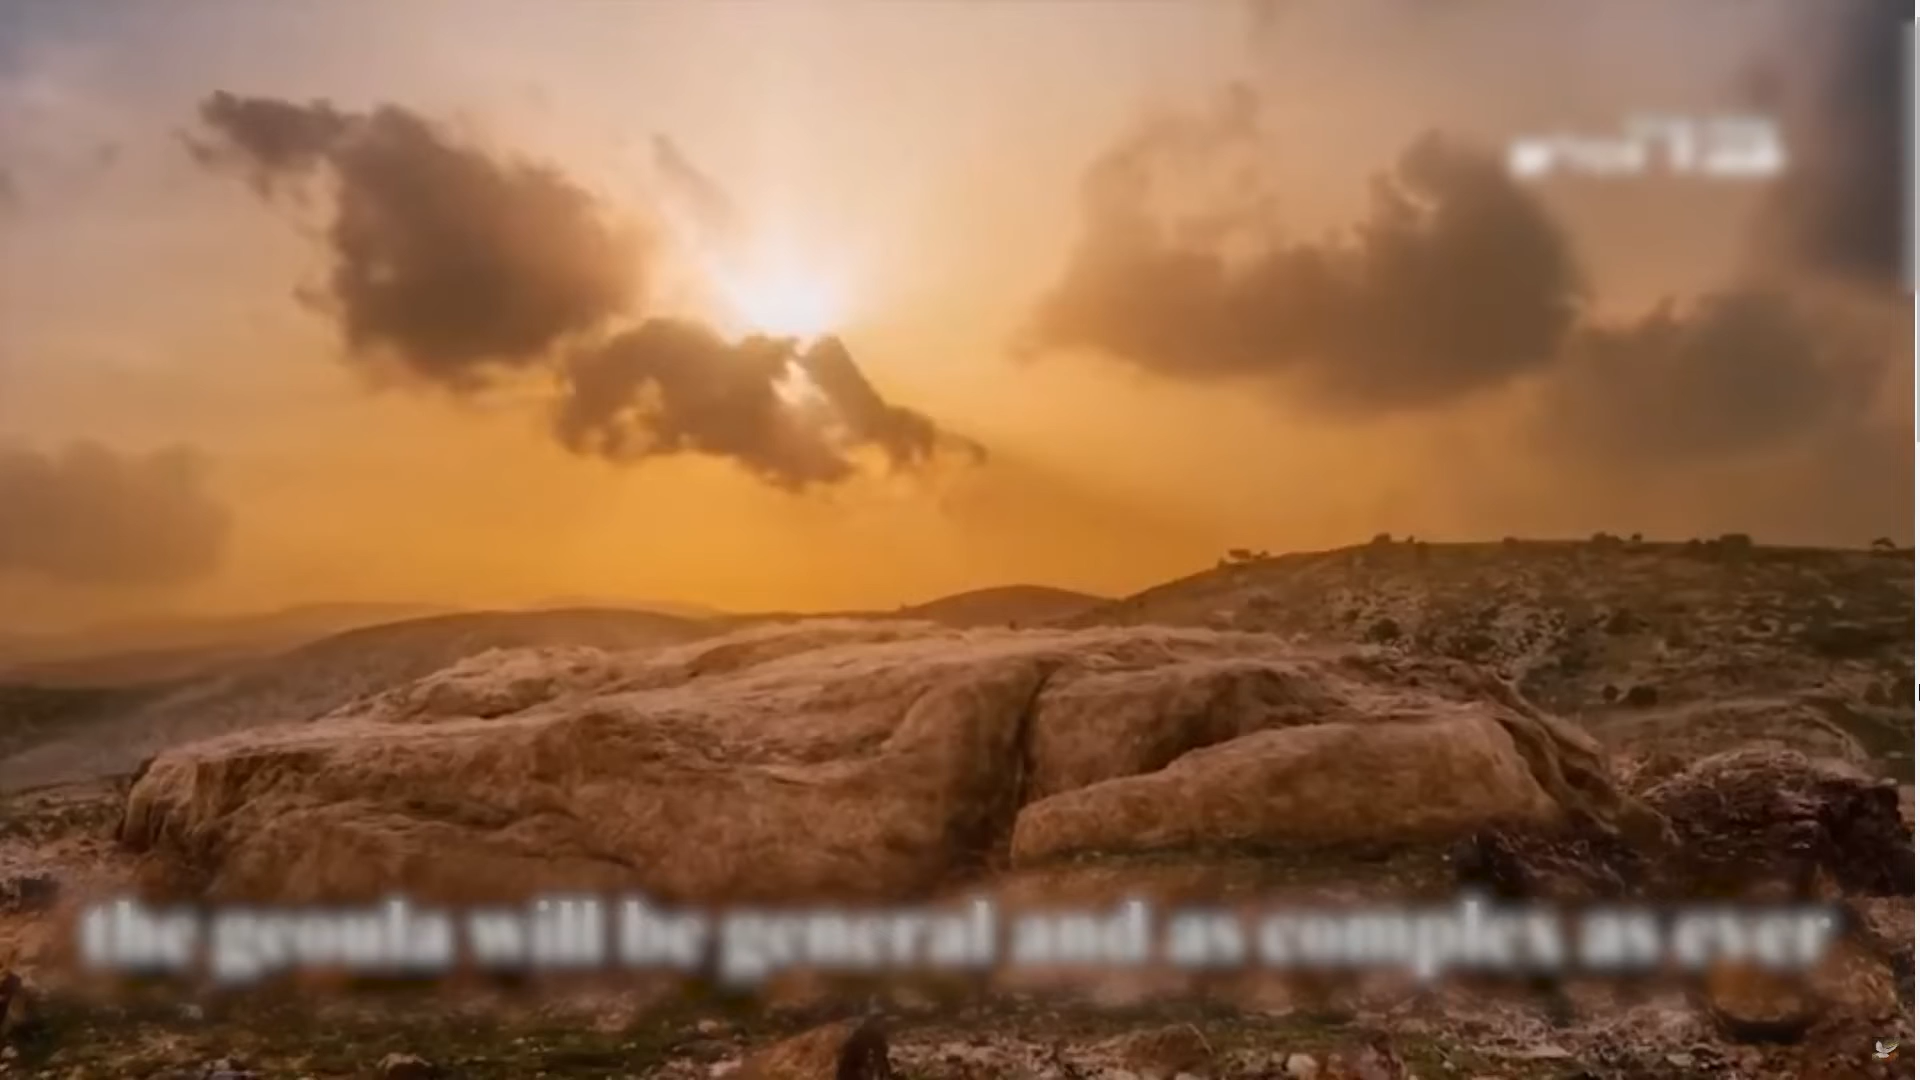 the geoula will be general and as complex as ever